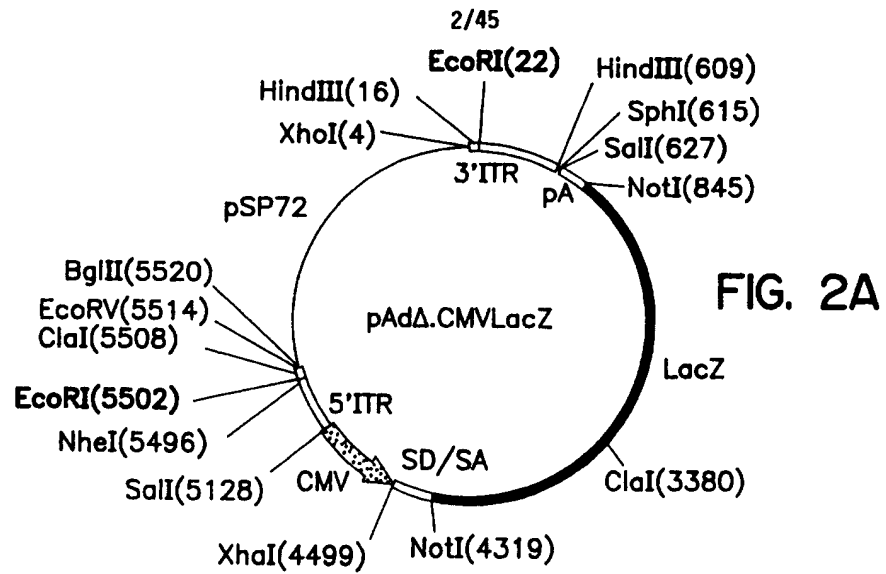 2/45
EcoRI(22)
HindIII(16)
HindIII(609)
XhoI(4)
SphI(615)
SalI(627)
3'ITR
pA
NotI(845)
pSP72
BglII(5520)
EcoRV(5514)
ClaI(5508)
pAdΔ.CMVLacZ
FIG. 2A
LacZ
EcoRI(5502)
5'ITR
NheI(5496)
SalI(5128)
CMV
SD/SA
ClaI(3380)
XhaI(4499)
NotI(4319)